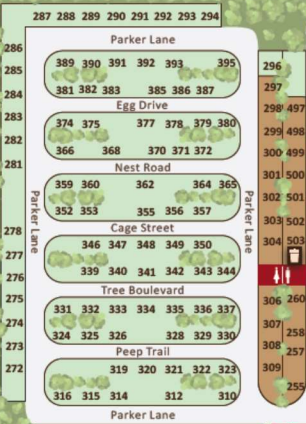 287 288 289 290 291 292 293 294
Parker Lane
286
285
284
283
282
281
278
277
276
275
274
273
272
Parker Lane
389 390 391 392 393 395
381 382 383 385 386 387
Egg Drive
374 375 377 378 379 380
366 368 370 371 372
Nest Road
359 360 362 364 365
352 353 355 356 357
Cage Street
346 347 348 349 350
339 340 341 342 343 344
Tree Boulevard
331 332 333 334 335 336 337
324 325 326 328 329 330
Peep Trail
319 320 321 322 323
316 315 314 312 310
Parker Lane
Parker Lane
296
297
298 497
299 498
300 499
301 500
302 501
303 502
304 503
306 260
307
258
308 257
309
255